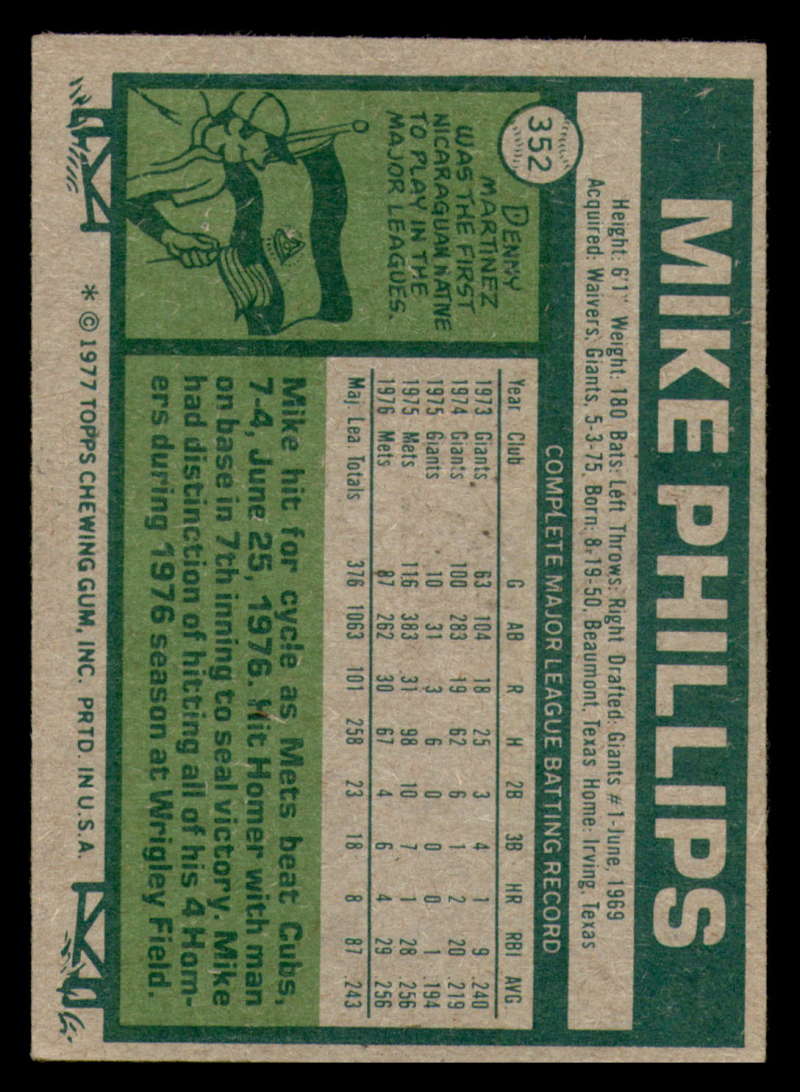 MIKE PHILLIPS
Height: 6'1" Weight: 180 Bats: Left Throws: Right Drafted: Giants #1-June, 1969
Acquired: Waivers, Giants, 5-3-75. Born: 8-19-50, Beaumont, Texas Home: Irving, Texas
352
COMPLETE MAJOR LEAGUE BATTING RECORD
Year Club G AB R H 2B 3B HR RBI AVG.
1973 Giants 63 104 18 25 3 4 1 9 .240
1974 Giants 100 283 19 62 6 1 2 20 .219
1975 Giants 10 31 3 6 0 0 0 1 .194
1975 Mets 116 383 31 98 10 7 1 28 .256
1976 Mets 87 262 30 67 4 6 4 29 .256
Maj. Lea. Totals 376 1063 101 258 23 18 8 87 .243
DENNY
MARTINEZ
WAS THE FIRST
NICARAGUAN NATIVE
TO PLAY IN THE
MAJOR LEAGUES.
Mike hit for cycle as Mets beat Cubs,
7-4, June 25, 1976. Hit Homer with man
on base in 7th inning to seal victory. Mike
had distinction of hitting all of his 4 Hom-
ers during 1976 season at Wrigley Field.
* © 1977 TOPPS CHEWING GUM, INC. PRTD. IN U.S.A.